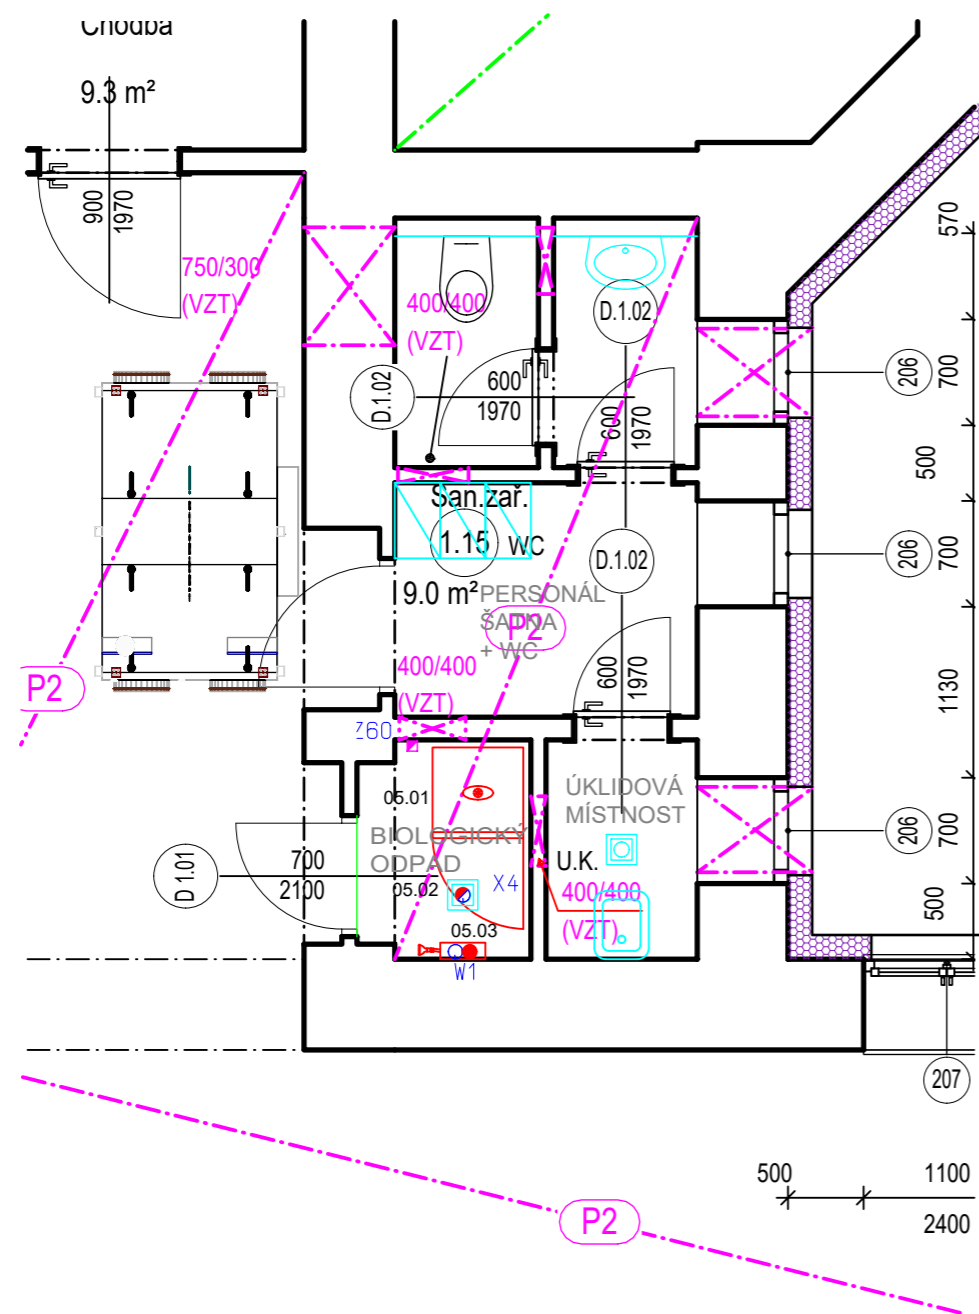 Chodba
9.3 m²
900
1970
750/300
(VZT)
400/400
(VZT)
D.1.02
600
1970
D.1.02
600
1970
570
206
700
500
San.zař.
1.15
WC
9.0 m²
PERSONÁL
ŠATNA
+ WC
P2
D.1.02
206
700
P2
400/400
(VZT)
600
1970
1130
Z60
05.01
BIOLOGICKÝ
ODPAD
ÚKLIDOVÁ
MÍSTNOST
U.K.
D 1.01
700
2100
05.02
X4
400/400
(VZT)
05.03
W1
206
700
500
207
500
1100
2400
P2